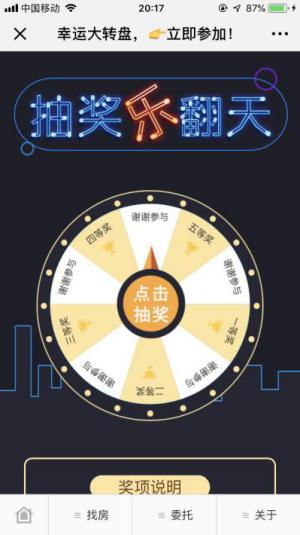 中国移动
20:17
87%
幸运大转盘，👉立即参加！
抽奖乐翻天
谢谢参与
五等奖
谢谢参与
一等奖
谢谢参与
二等奖
谢谢参与
三等奖
谢谢参与
四等奖
点击
抽奖
奖项说明
找房
委托
关于